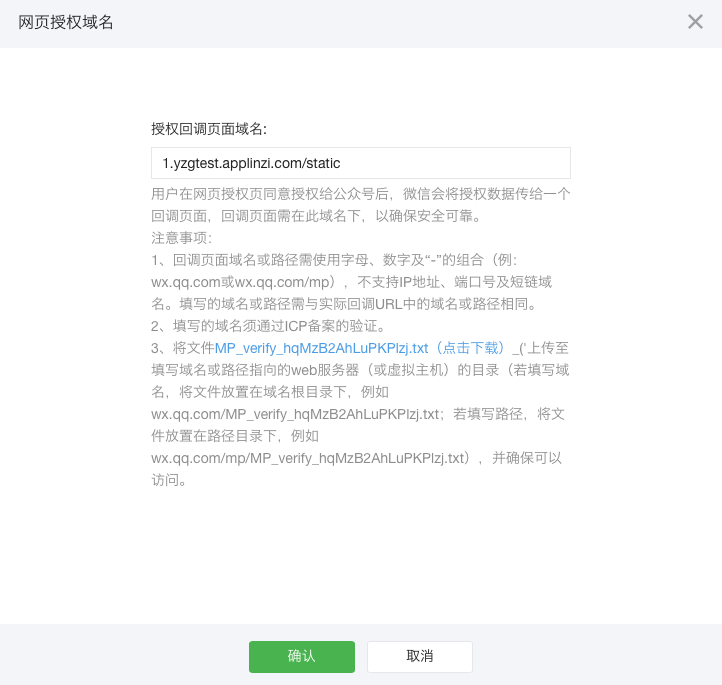 网页授权域名
授权回调页面域名:
1.yzgtest.applinzi.com/static
用户在网页授权页同意授权给公众号后，微信会将授权数据传给一个
回调页面，回调页面需在此域名下，以确保安全可靠。
注意事项：
1、回调页面域名或路径需使用字母、数字及“-”的组合（例：
wx.qq.com或wx.qq.com/mp），不支持IP地址、端口号及短链域
名。填写的域名或路径需与实际回调URL中的域名或路径相同。
2、填写的域名须通过ICP备案的验证。
3、将文件MP_verify_hqMzB2AhLuPKPlzj.txt（点击下载）_('上传至
填写域名或路径指向的web服务器（或虚拟主机）的目录（若填写域
名，将文件放置在域名根目录下，例如
wx.qq.com/MP_verify_hqMzB2AhLuPKPlzj.txt；若填写路径，将文
件放置在路径目录下，例如
wx.qq.com/mp/MP_verify_hqMzB2AhLuPKPlzj.txt），并确保可以
访问。
确认
取消